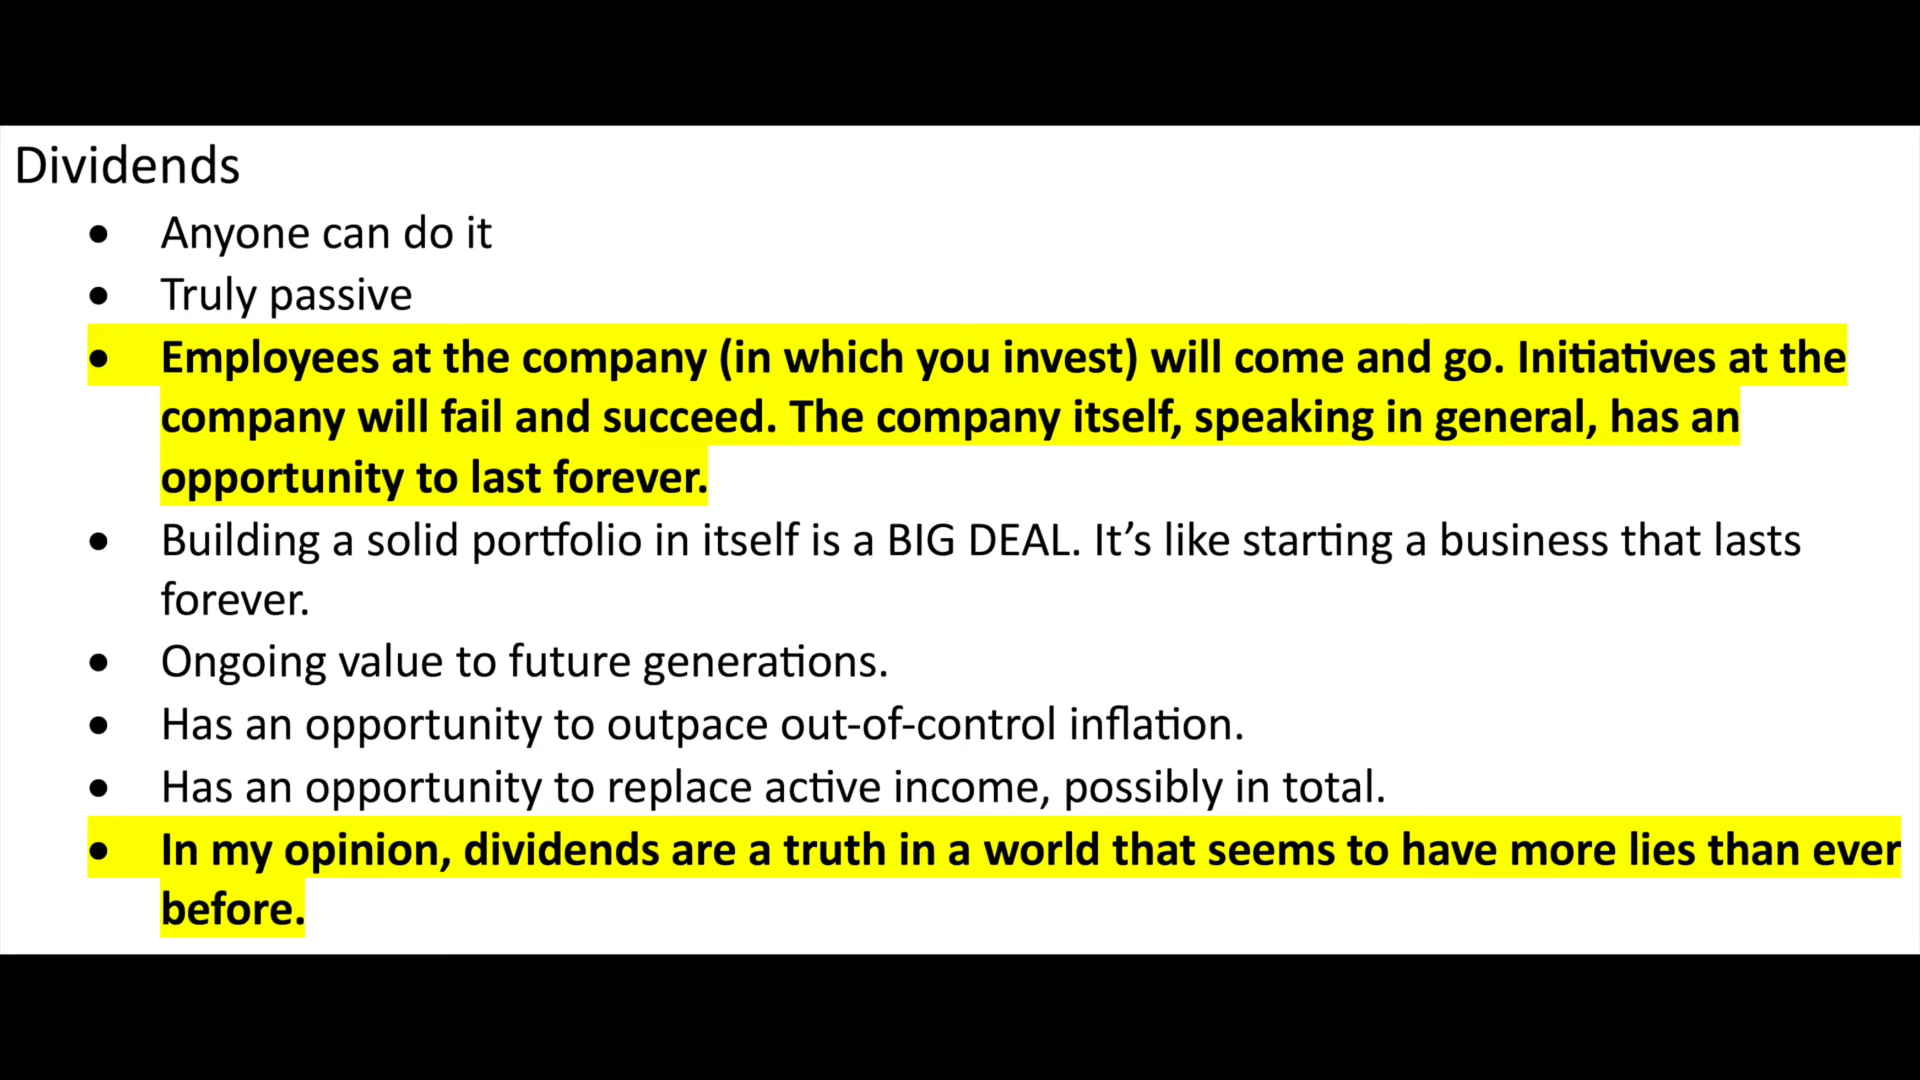 Dividends
• Anyone can do it
• Truly passive
• Employees at the company (in which you invest) will come and go. Initiatives at the
company will fail and succeed. The company itself, speaking in general, has an
opportunity to last forever.
• Building a solid portfolio in itself is a BIG DEAL. It’s like starting a business that lasts
forever.
• Ongoing value to future generations.
• Has an opportunity to outpace out-of-control inflation.
• Has an opportunity to replace active income, possibly in total.
• In my opinion, dividends are a truth in a world that seems to have more lies than ever
before.